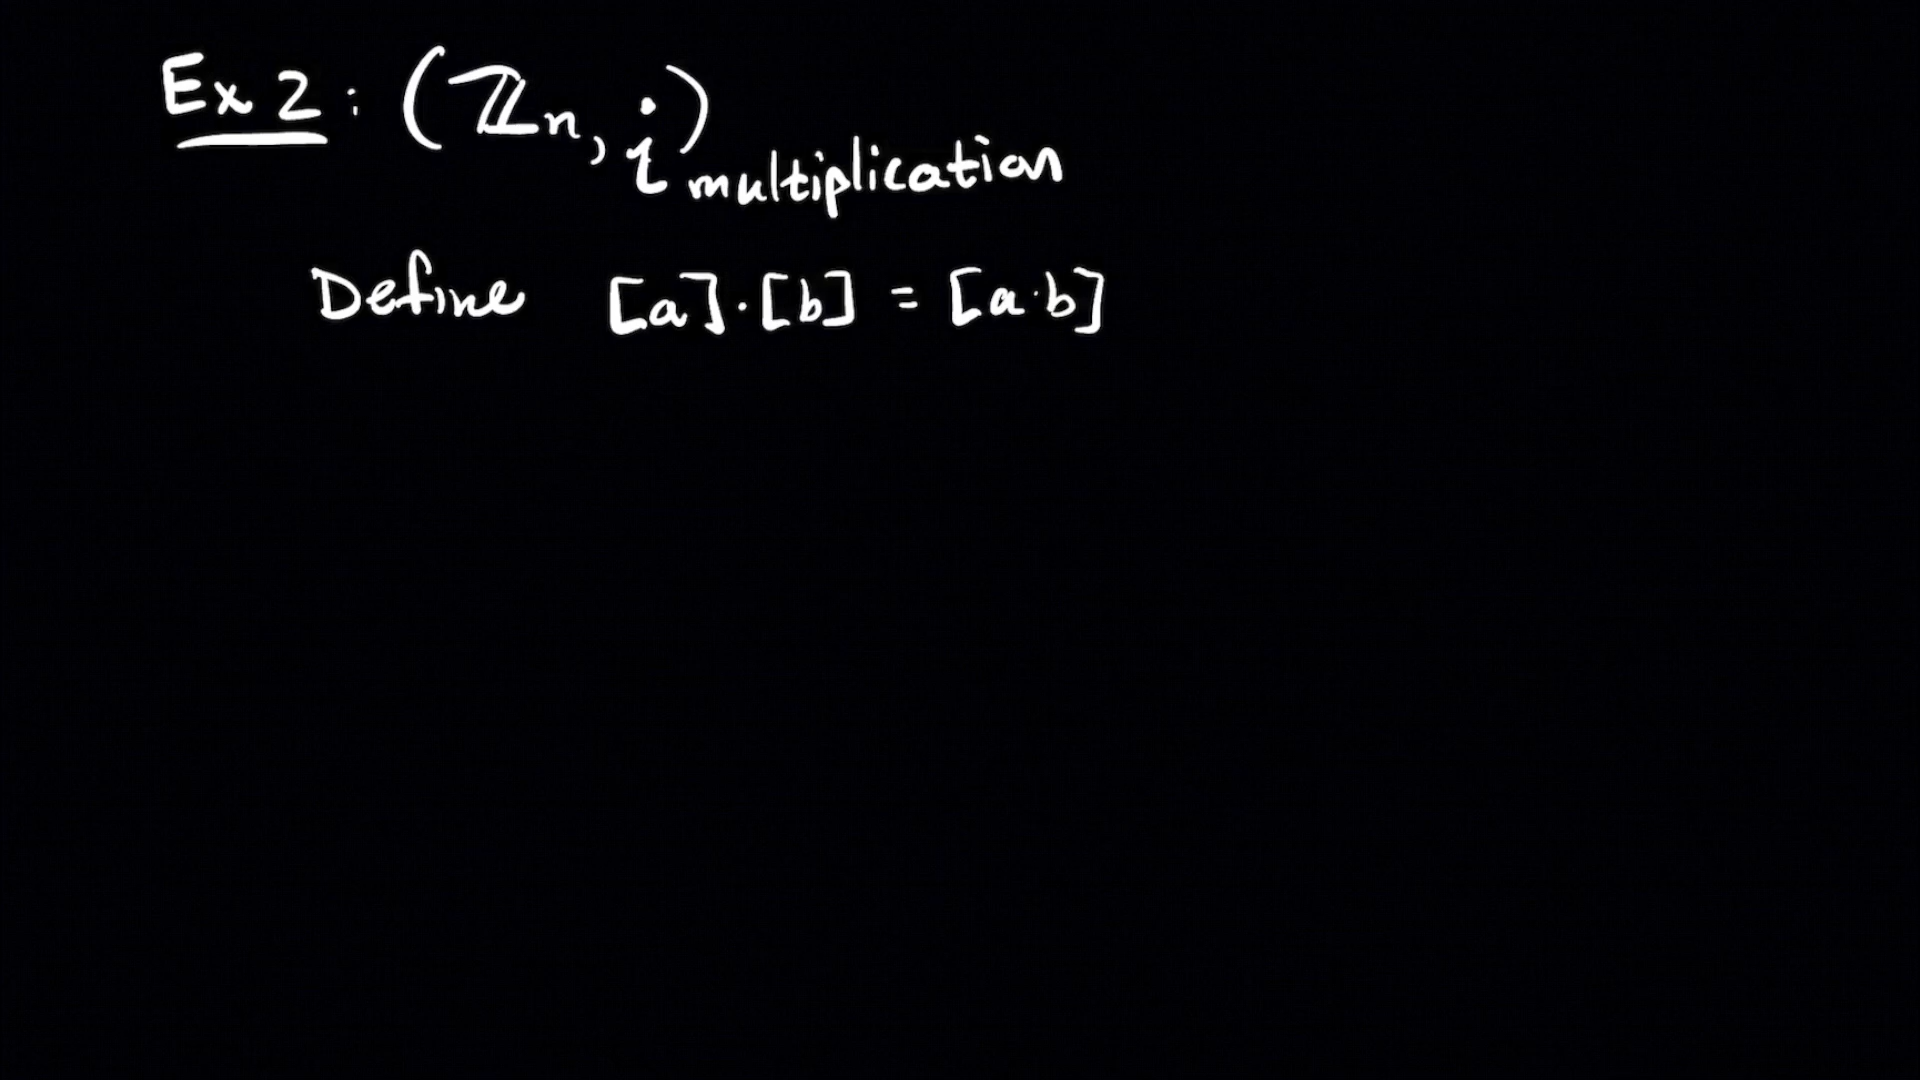 Ex 2: (ℤn, ·) multiplication
Define [a]·[b] = [a·b]